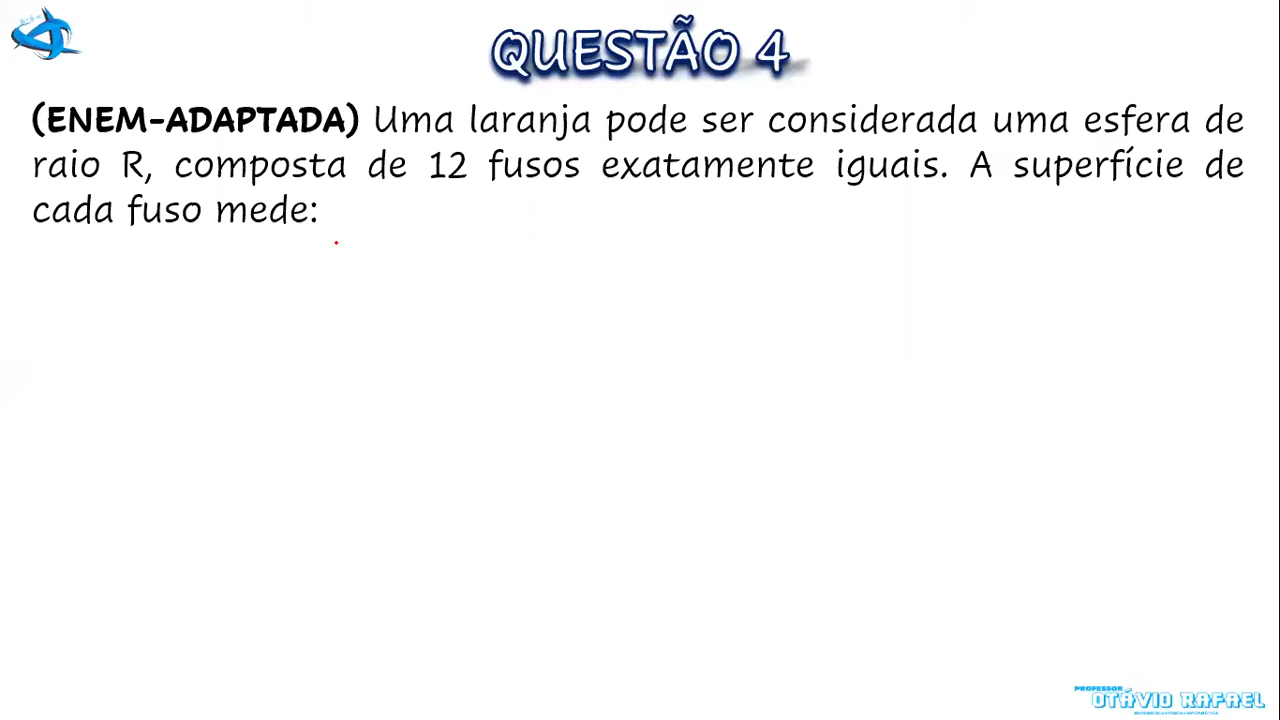 QUESTÃO 4
(ENEM-ADAPTADA) Uma laranja pode ser considerada uma esfera de
raio R, composta de 12 fusos exatamente iguais. A superfície de
cada fuso mede:
PROFESSOR
OTÁVIO RAFAEL